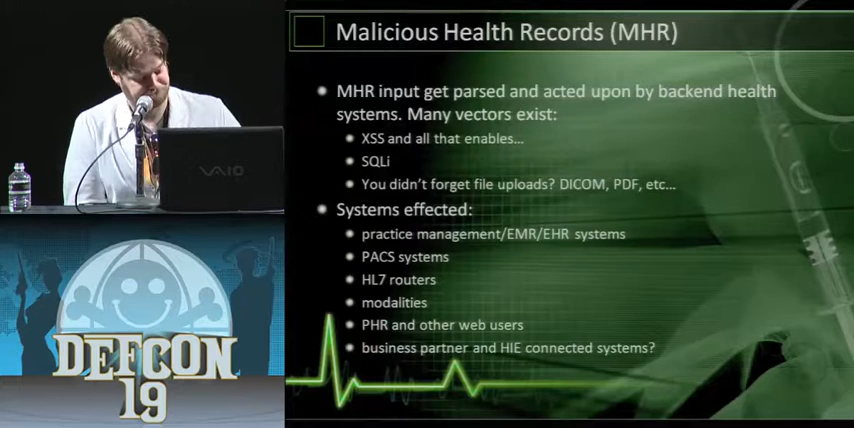 Malicious Health Records (MHR)
MHR input get parsed and acted upon by backend health
systems. Many vectors exist:
XSS and all that enables...
SQLi
You didn't forget file uploads? DICOM, PDF, etc...
Systems effected:
practice management/EMR/EHR systems
PACS systems
HL7 routers
modalities
PHR and other web users
business partner and HIE connected systems?
VAIO
DEFCON
19